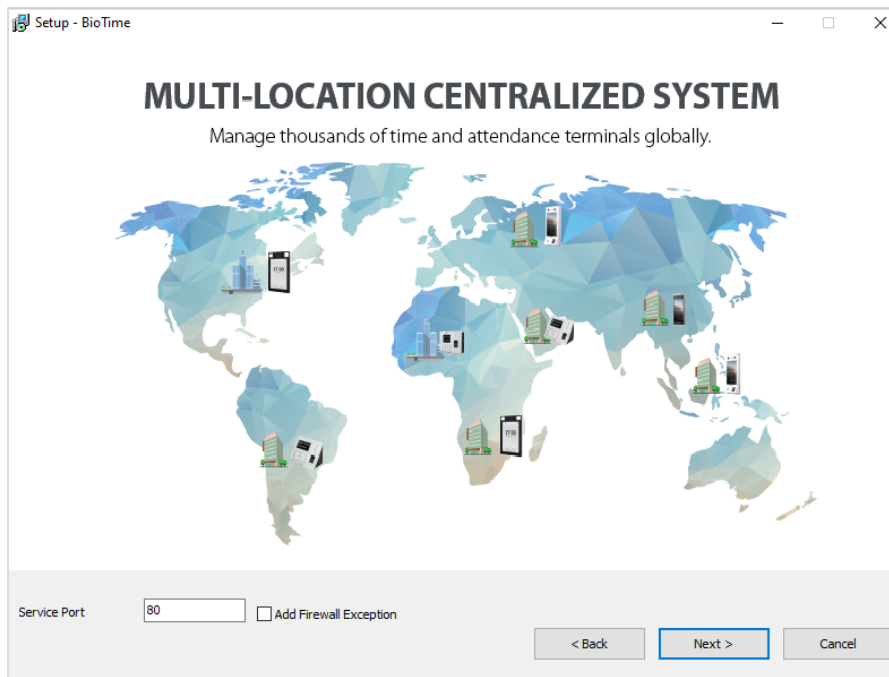 Setup - BioTime
MULTI-LOCATION CENTRALIZED SYSTEM
Manage thousands of time and attendance terminals globally.
Service Port
80
Add Firewall Exception
< Back
Next >
Cancel